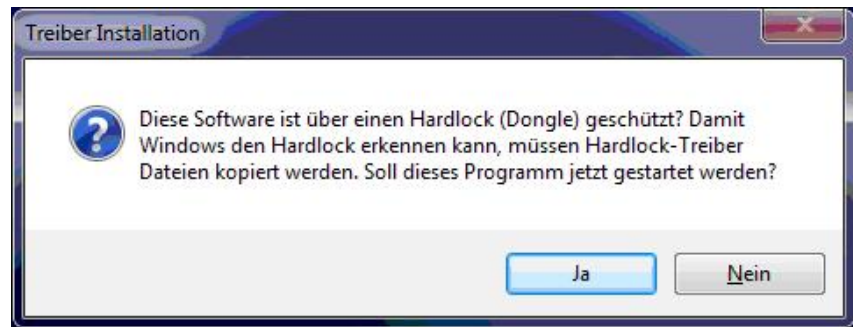 Treiber Installation
Diese Software ist über einen Hardlock (Dongle) geschützt? Damit
Windows den Hardlock erkennen kann, müssen Hardlock-Treiber
Dateien kopiert werden. Soll dieses Programm jetzt gestartet werden?
Ja
Nein